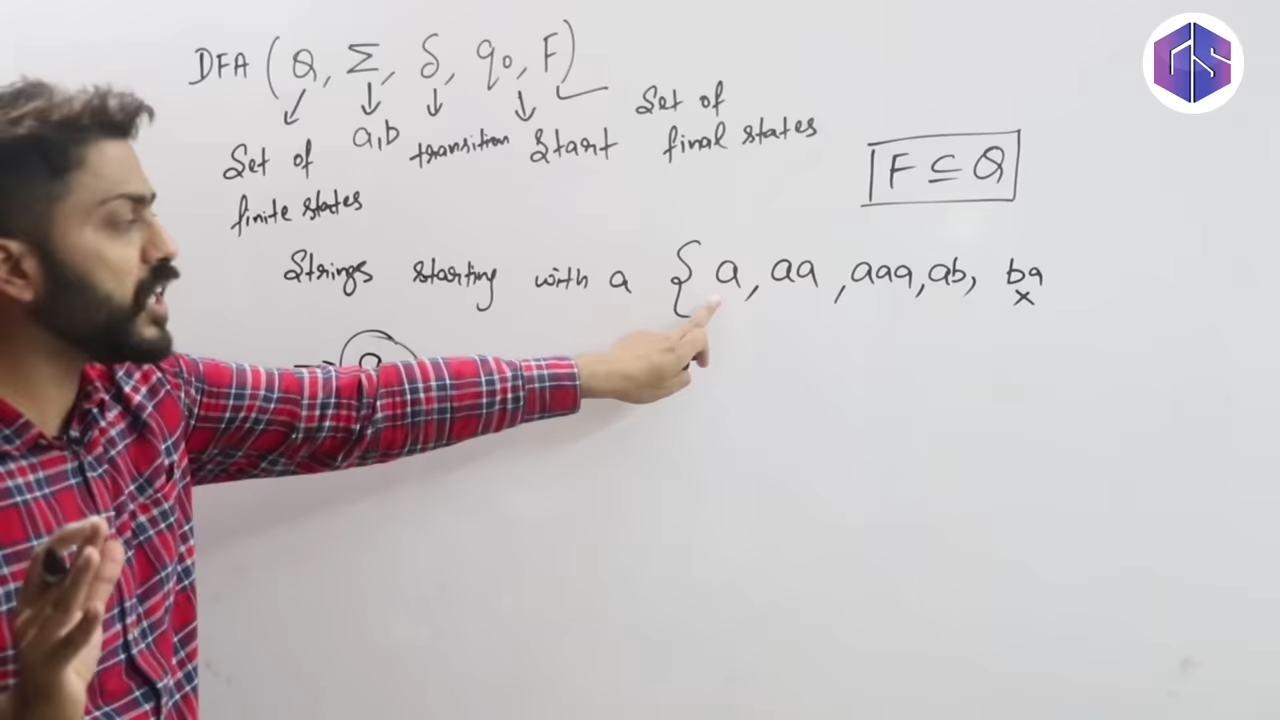 DFA (Q, Σ, δ, q0, F)
Set of finite states
a,b
transition
Start
Set of final states
F ⊆ Q
Strings starting with a { a, aa, aaa, ab, ba
x
GS